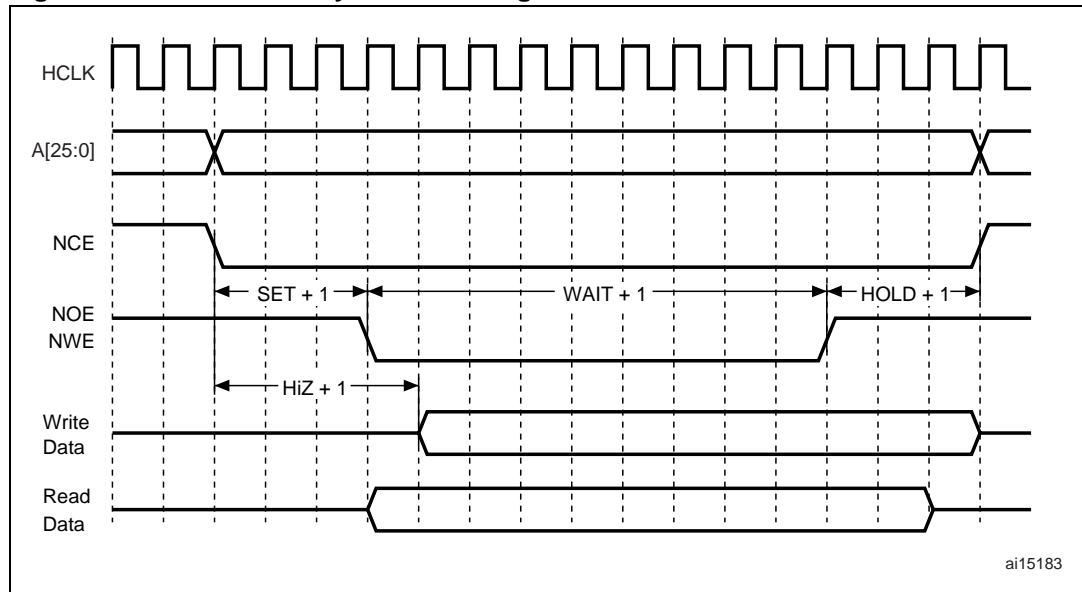 HCLK
A[25:0]
NCE
SET + 1
WAIT + 1
HOLD + 1
NOE
NWE
HiZ + 1
Write
Data
Read
Data
ai15183